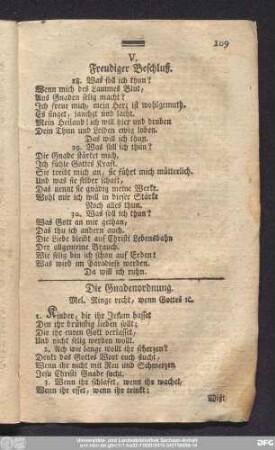 209
V.
Freudiger Beschluß.
28. Was soll ich thun?
Wenn mich des Lammes Blut,
Aus Gnaden selig macht?
Ich freue mich, mein Herz ist wohlgemuth,
Es singet, jauchzt und lacht.
Mein Heiland! ich will hier und droben
Dein Thun und Leiden ewig loben.
Das will ich thun.
29. Was soll ich thun?
Die Gnade stärket mich,
Ich fühle Gottes Kraft.
Sie treibt mich an, sie führt mich mütterlich,
Und was sie selber schaft,
Das nennt sie gnädig meine Werke.
Wohl mir ich will in dieser Stärke
Noch alles thun.
30. Was soll ich thun?
Was Gott an mir gethan,
Das thu ich andern auch.
Die Liebe bleibt auf Christi Lebensbahn
Der allgemeine Brauch.
Wie selig bin ich schon auf Erden!
Was wird im Paradiese werden.
Da will ich ruhn.
Die Gnadenordnung.
Mel. Ringe recht, wenn Gottes ꝛc.
1. Kinder, die ihr Jesum hasset
Den ihr brünstig lieben sollt;
Die ihr euren Gott verlasset,
Und nicht selig werden wollt.
2. Ach wie lange wollt ihr scherzen?
Denkt das Gottes Wort euch sucht,
Wenn ihr nicht mit Reu und Schmerzen
Jesu Christi Gnade sucht.
3. Wenn ihr schlafet, wenn ihr wachet,
Wenn ihr esset, wenn ihr trinkt:
Wißt